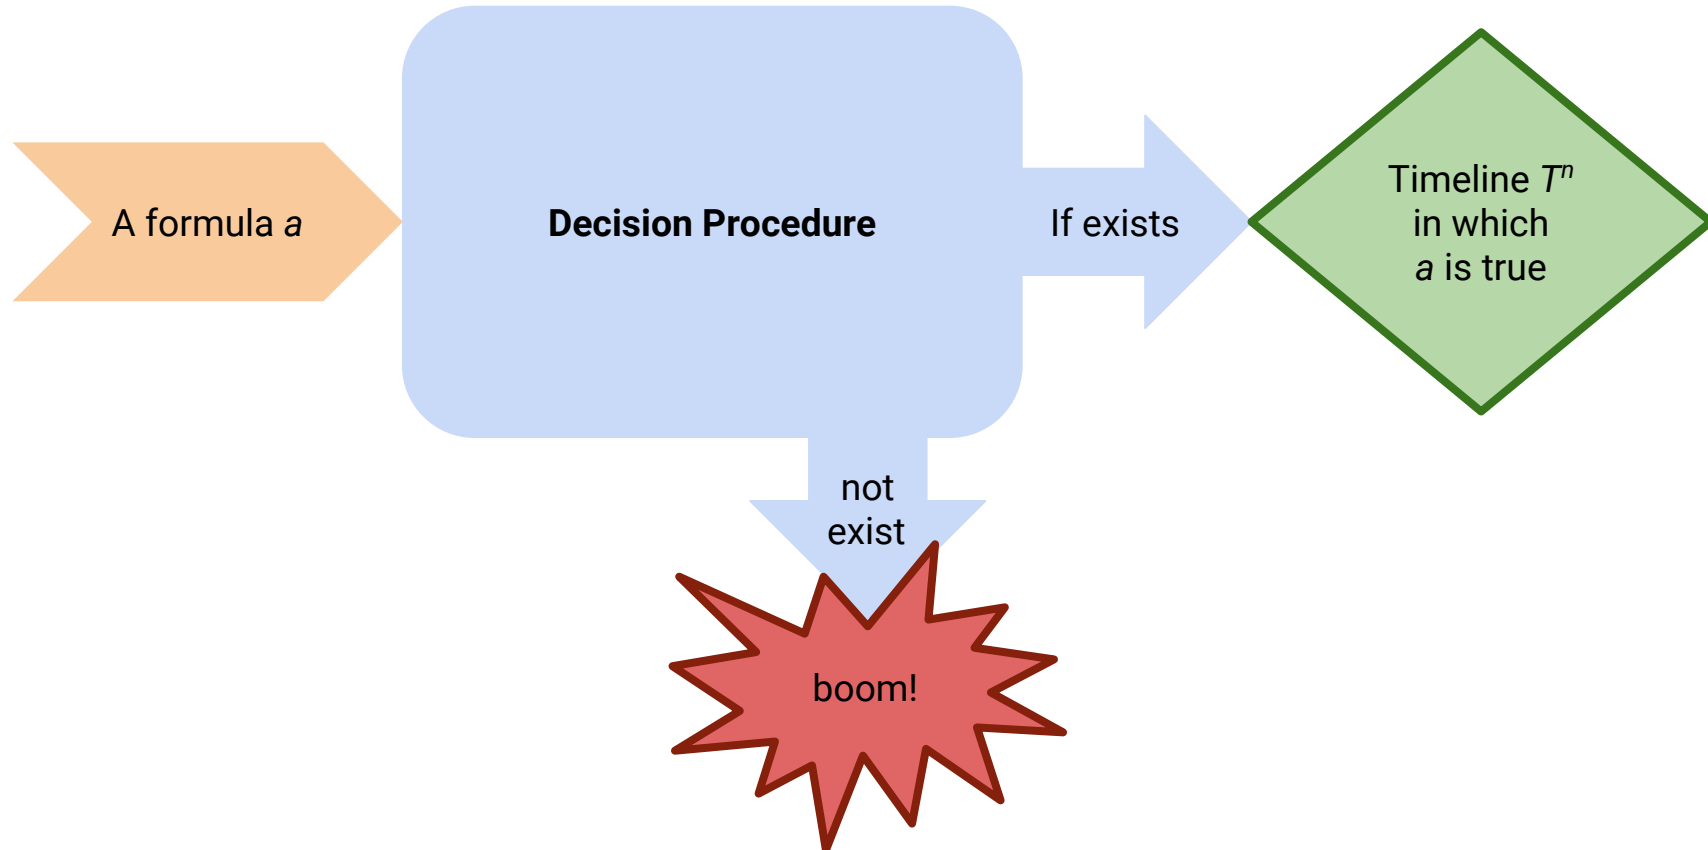 A formula a
Decision Procedure
If exists
Timeline Tⁿ
in which
a is true
not
exist
boom!